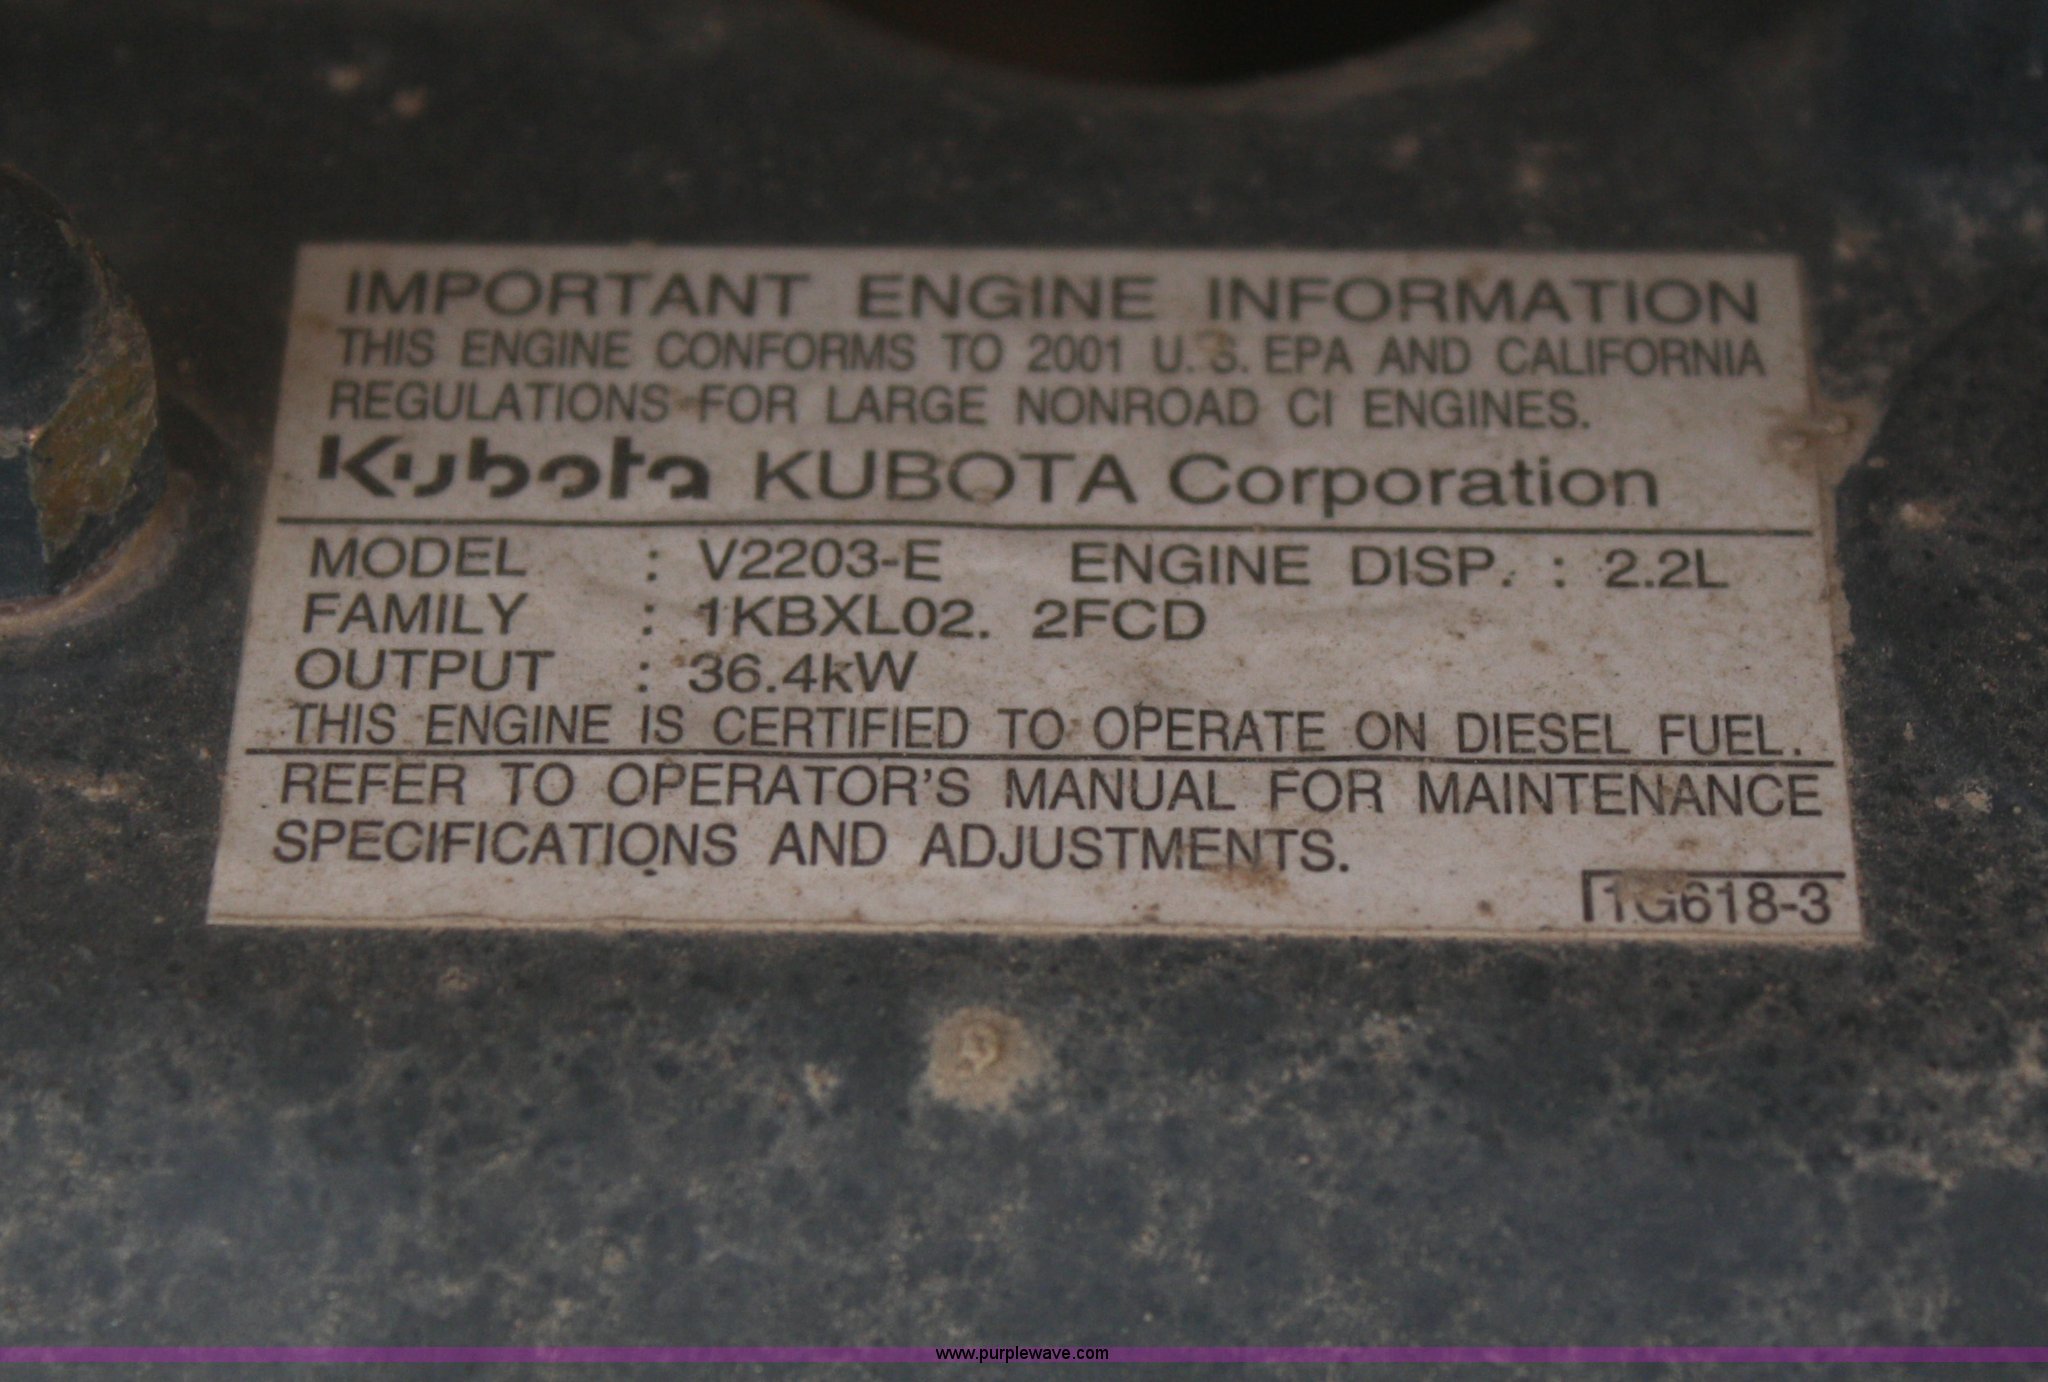 IMPORTANT ENGINE INFORMATION
THIS ENGINE CONFORMS TO 2001 U.S. EPA AND CALIFORNIA
REGULATIONS FOR LARGE NONROAD CI ENGINES.
Kubota KUBOTA Corporation
MODEL : V2203-E ENGINE DISP. : 2.2L
FAMILY : 1KBXL02. 2FCD
OUTPUT : 36.4kW
THIS ENGINE IS CERTIFIED TO OPERATE ON DIESEL FUEL.
REFER TO OPERATOR'S MANUAL FOR MAINTENANCE
SPECIFICATIONS AND ADJUSTMENTS.
1G618-3
www.purplewave.com